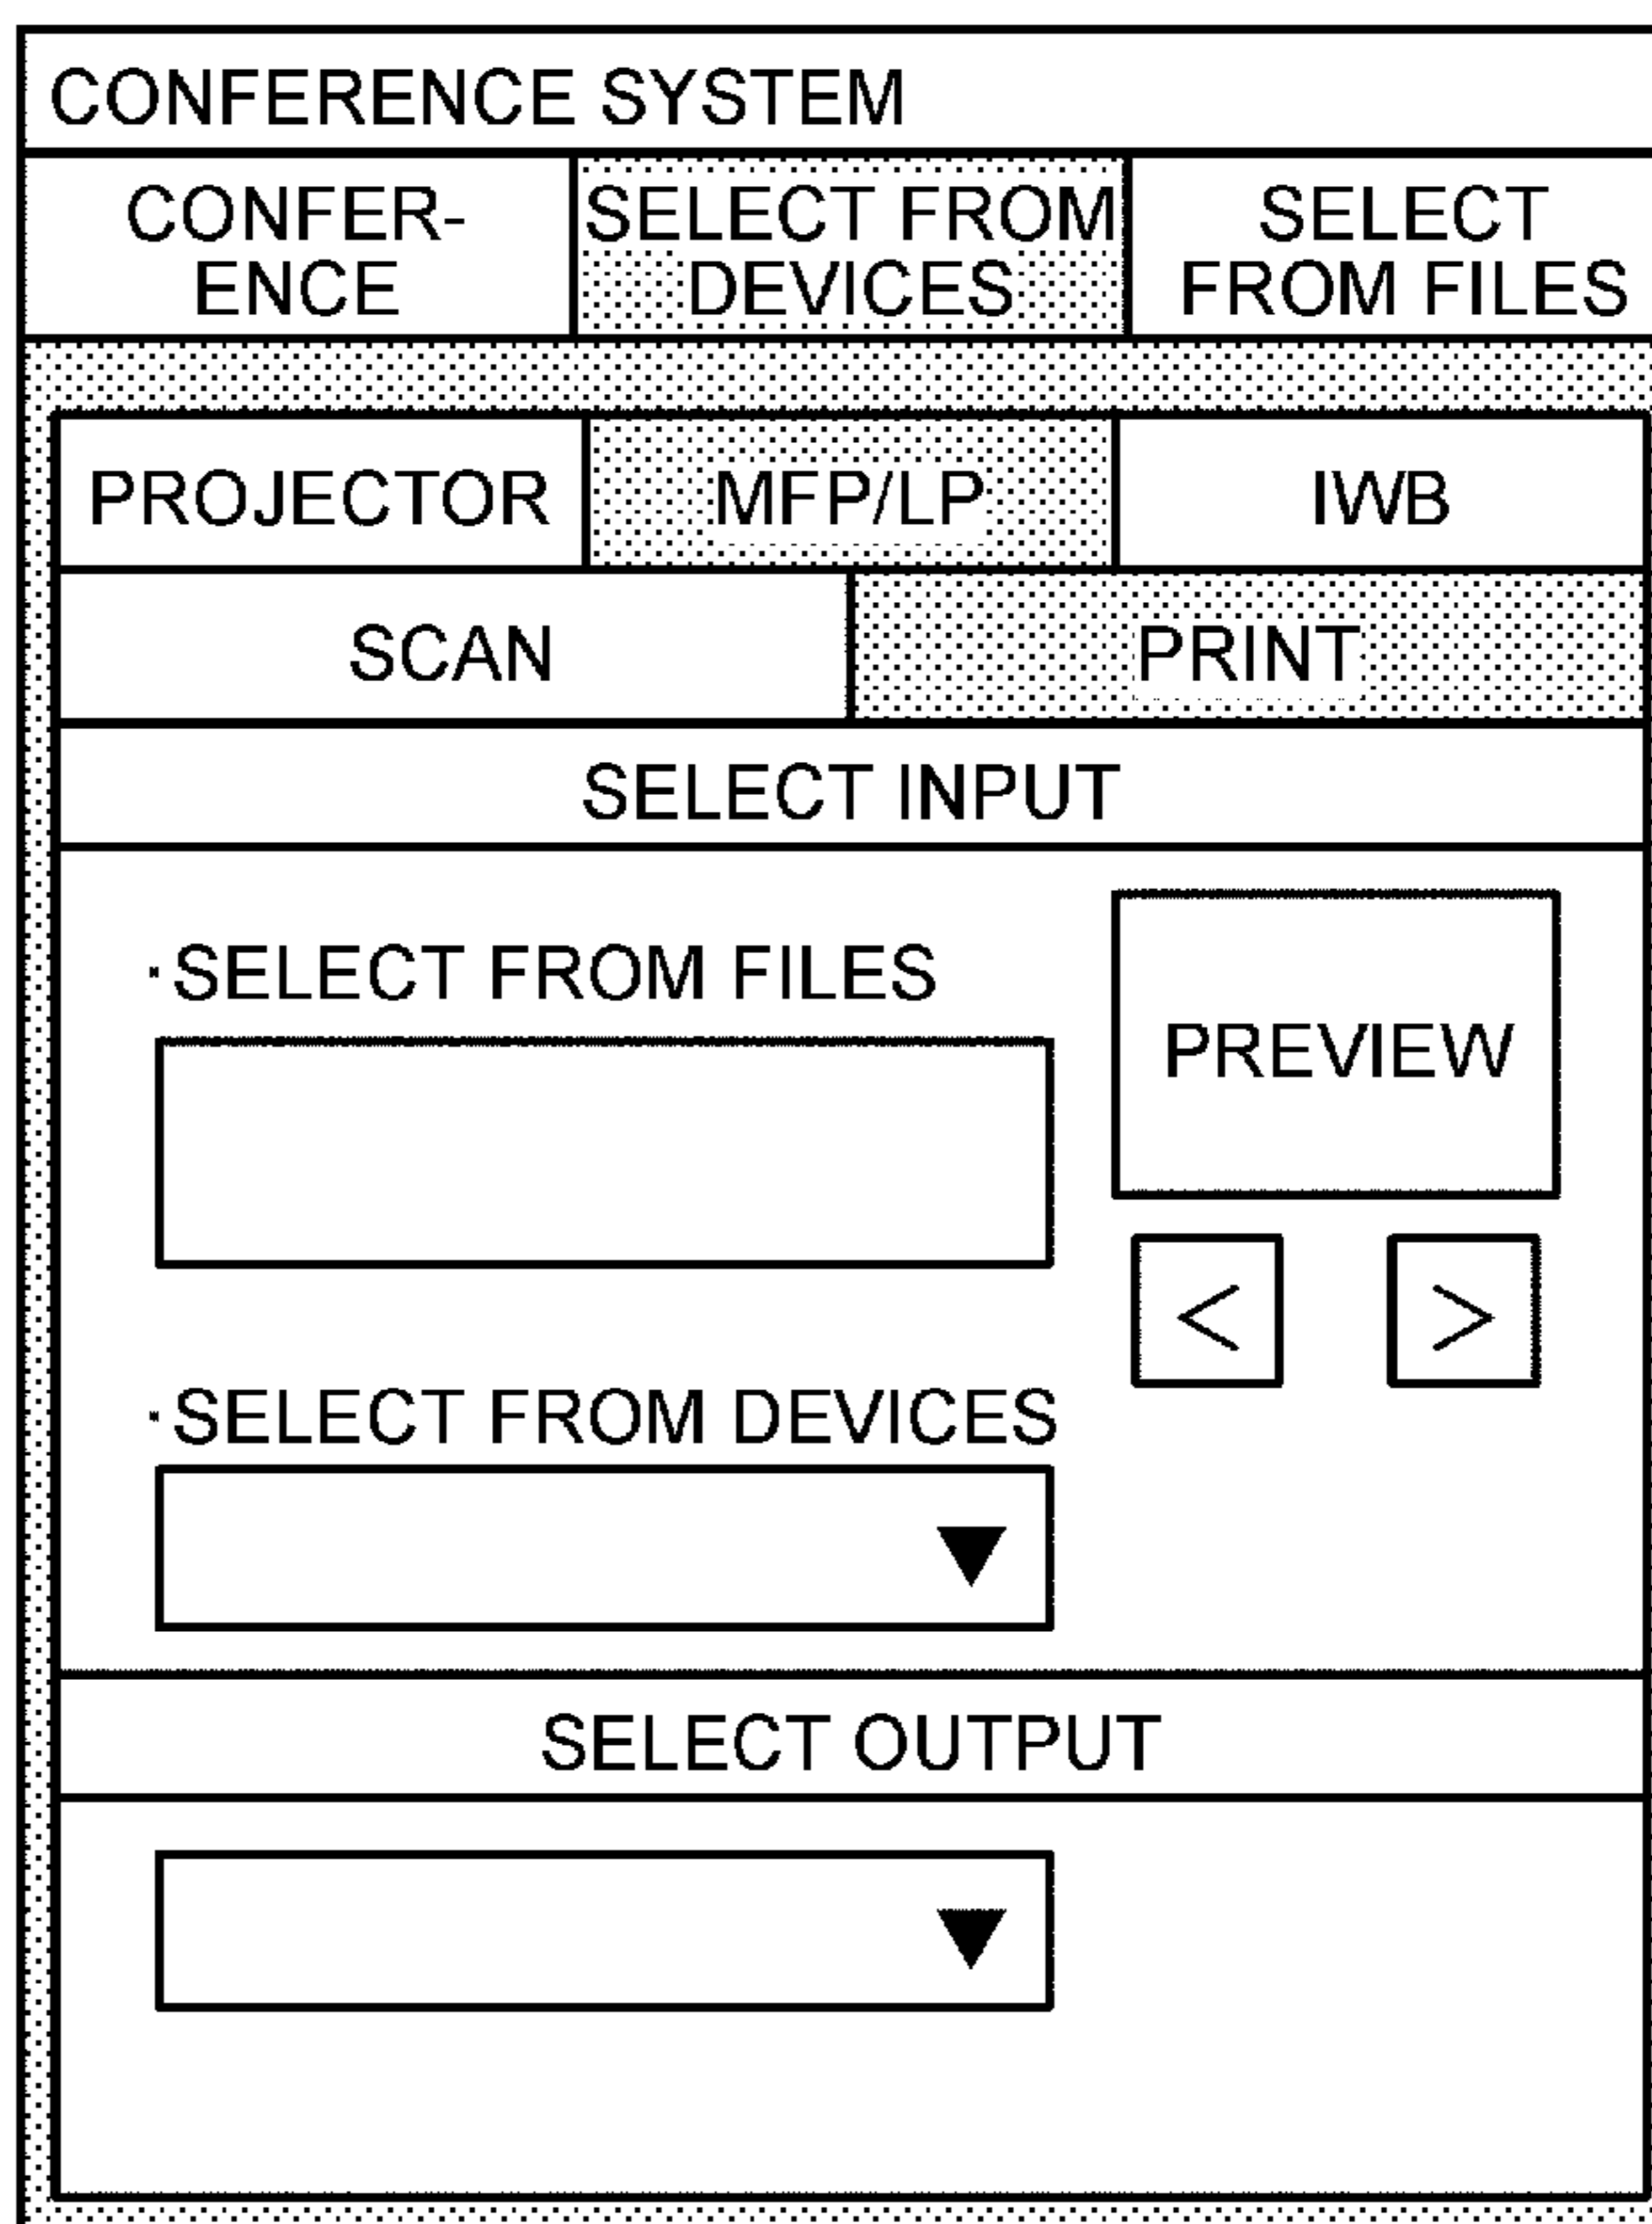 CONFERENCE SYSTEM
CONFER-
ENCE
SELECT FROM
DEVICES
SELECT
FROM FILES
PROJECTOR
MFP/LP
IWB
SCAN
PRINT
SELECT INPUT
·SELECT FROM FILES
PREVIEW
<
>
·SELECT FROM DEVICES
▼
SELECT OUTPUT
▼